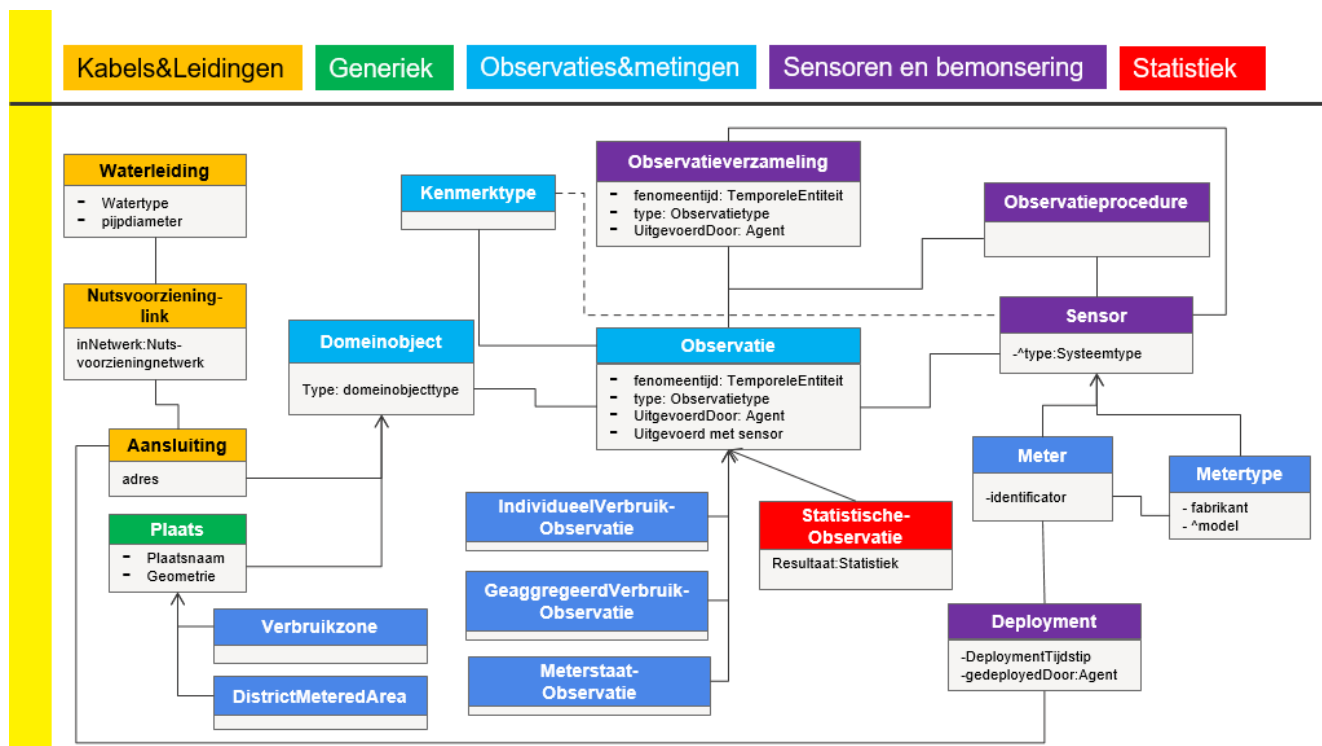 Kabels&Leidingen
Generiek
Observaties&metingen
Sensoren en bemonsering
Statistiek
Waterleiding
- Watertype
- pijpdiameter
Nutsvoorziening-
link
inNetwerk:Nuts-
voorzieningnetwerk
Aansluiting
adres
Plaats
- Plaatsnaam
- Geometrie
Verbruikzone
DistrictMeteredArea
Domeinobject
Type: domeinobjecttype
Kenmerktype
Observatieverzameling
- fenomeentijd: TemporeleEntiteit
- type: Observatietype
- UitgevoerdDoor: Agent
Observatie
- fenomeentijd: TemporeleEntiteit
- type: Observatietype
- UitgevoerdDoor: Agent
- Uitgevoerd met sensor
IndividueelVerbruik-
Observatie
GeaggregeerdVerbruik-
Observatie
Meterstaat-
Observatie
Statistische-
Observatie
Resultaat:Statistiek
Observatieprocedure
Sensor
-^type:Systeemtype
Meter
-identificator
Metertype
- fabrikant
- ^model
Deployment
-DeploymentTijdstip
-gedeployedDoor:Agent